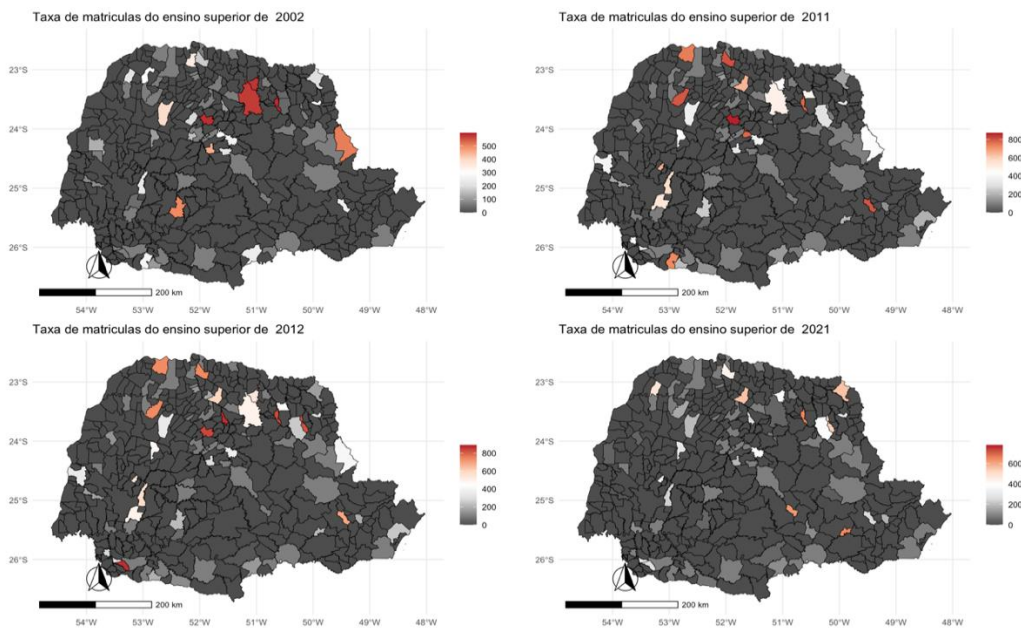 Taxa de matriculas do ensino superior de 2002
23°S
24°S
25°S
26°S
500
400
300
200
100
0
200 km
54°W 53°W 52°W 51°W 50°W 49°W 48°W
Taxa de matriculas do ensino superior de 2011
23°S
24°S
25°S
26°S
800
600
400
200
0
200 km
54°W 53°W 52°W 51°W 50°W 49°W 48°W
Taxa de matriculas do ensino superior de 2012
23°S
24°S
25°S
26°S
800
600
400
200
0
200 km
54°W 53°W 52°W 51°W 50°W 49°W 48°W
Taxa de matriculas do ensino superior de 2021
23°S
24°S
25°S
26°S
600
400
200
0
200 km
54°W 53°W 52°W 51°W 50°W 49°W 48°W